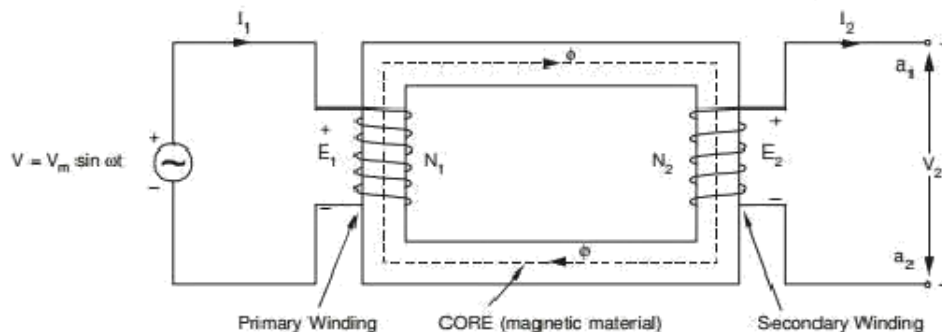 I₁
I₂
ϕ
a₁
+
E₁
N₁
N₂
+
E₂
+
V = Vₘ sin ωt
~
V₂
−
−
−
ϕ
a₂
Primary Winding
CORE (magnetic material)
Secondary Winding